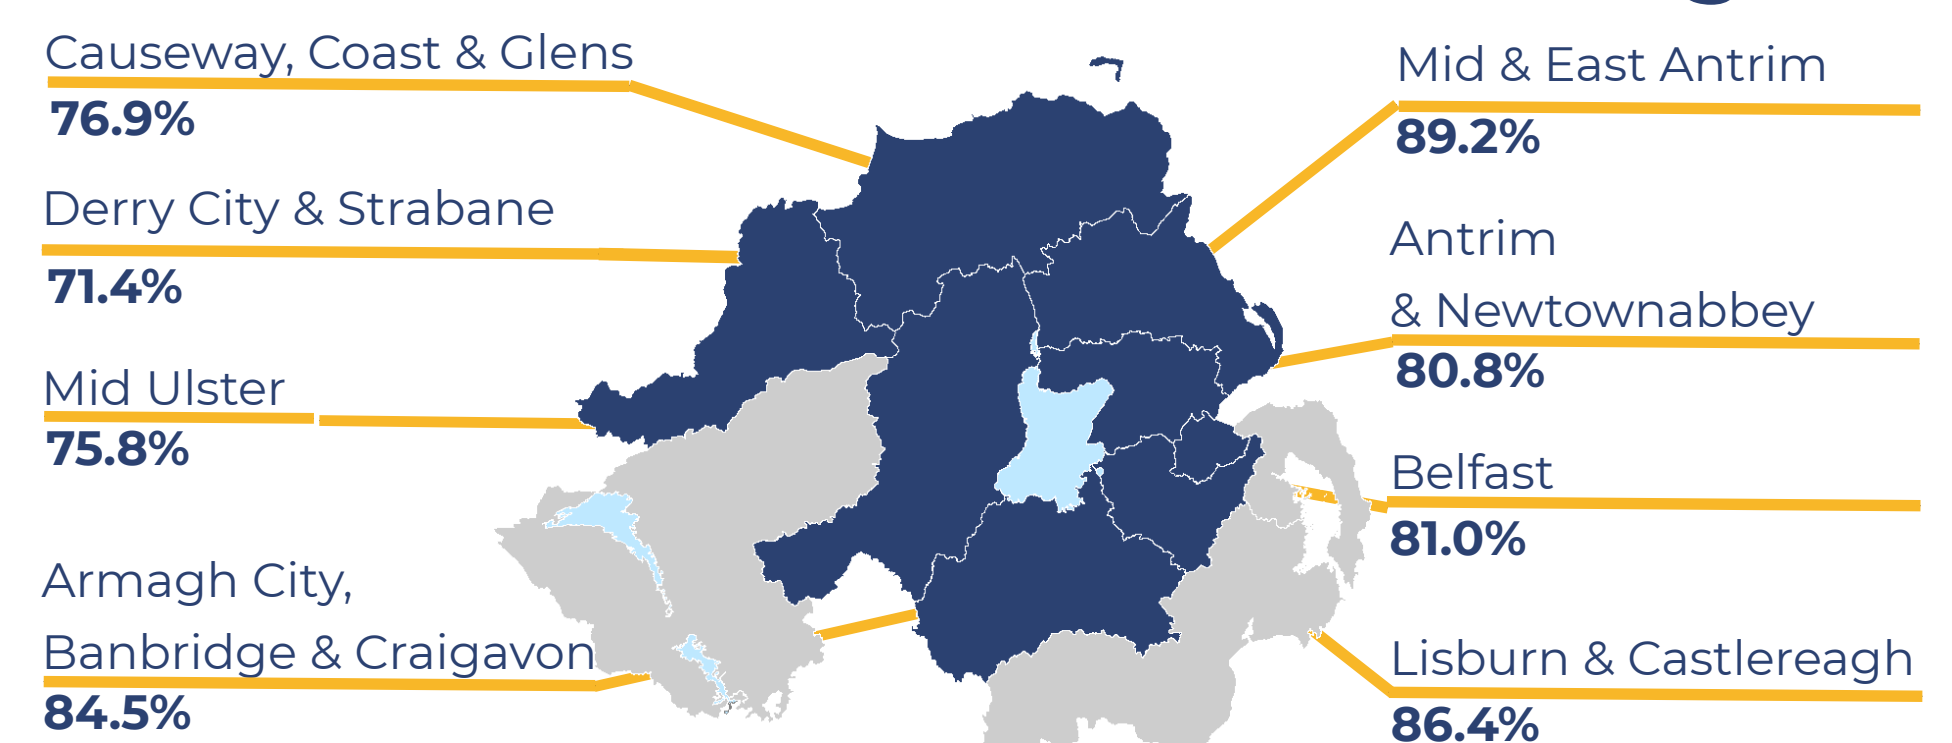 Causeway, Coast & Glens
76.9%
Derry City & Strabane
71.4%
Mid Ulster
75.8%
Armagh City,
Banbridge & Craigavon
84.5%
Mid & East Antrim
89.2%
Antrim
& Newtownabbey
80.8%
Belfast
81.0%
Lisburn & Castlereagh
86.4%